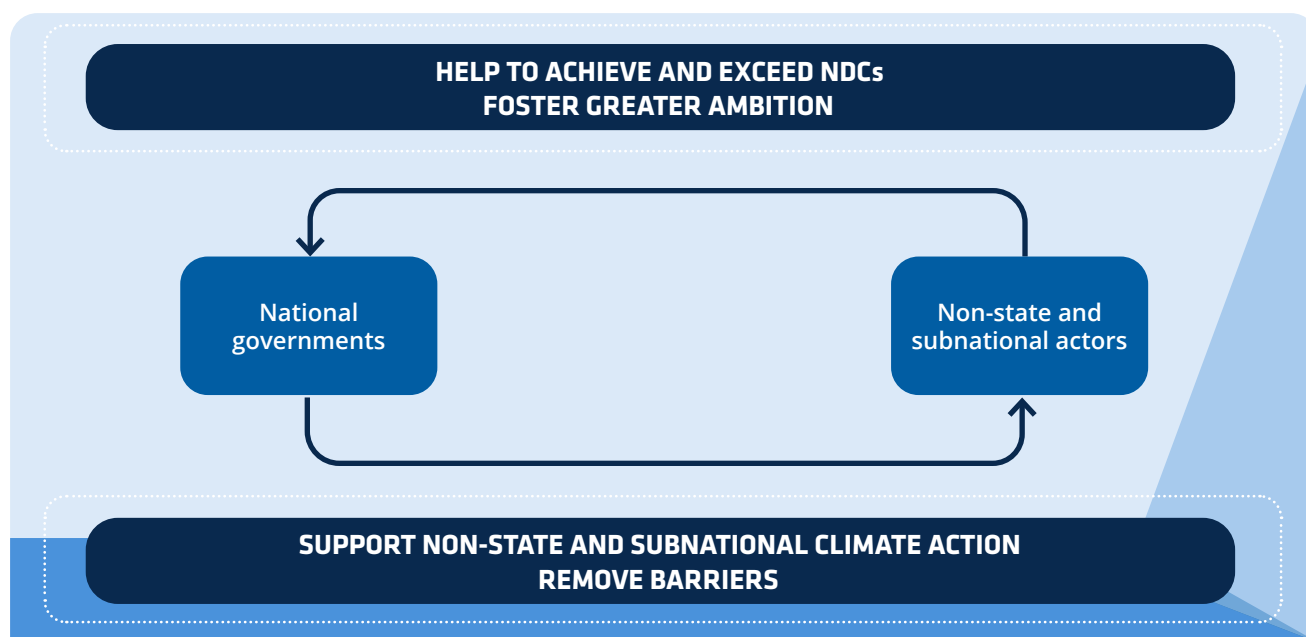 HELP TO ACHIEVE AND EXCEED NDCs
FOSTER GREATER AMBITION
National
governments
Non-state and
subnational actors
SUPPORT NON-STATE AND SUBNATIONAL CLIMATE ACTION
REMOVE BARRIERS